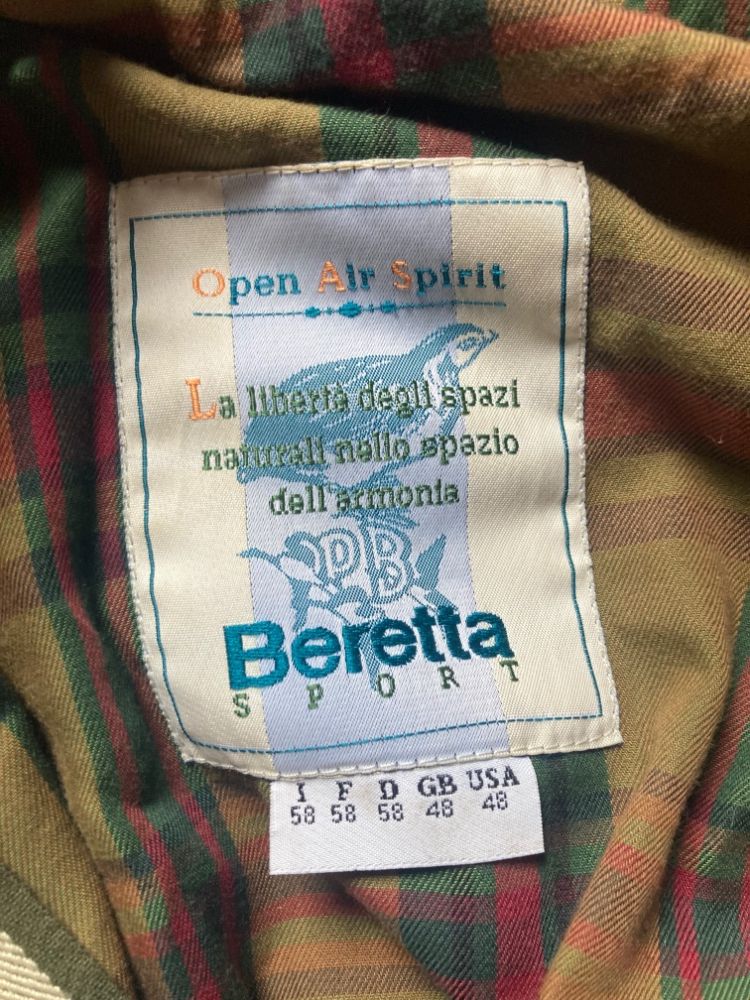 Open Air Spirit
La libertà degli spazi
naturali nello spazio
dell'armonia
PB
Beretta
SPORT
I F D GB USA
58 58 58 48 48